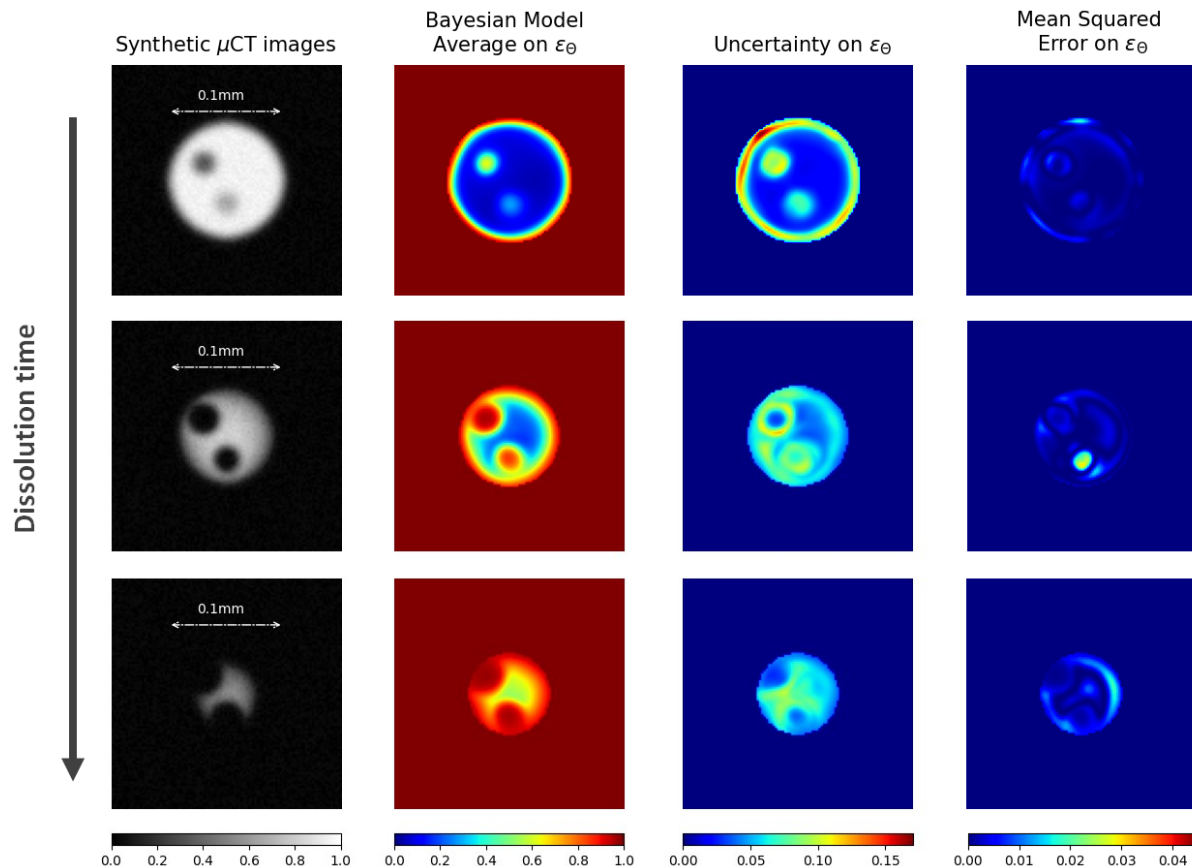 Synthetic μCT images
Bayesian Model
Average on εΘ
Uncertainty on εΘ
Mean Squared
Error on εΘ
Dissolution time
0.1mm
0.1mm
0.1mm
0.0 0.2 0.4 0.6 0.8 1.0
0.0 0.2 0.4 0.6 0.8 1.0
0.00 0.05 0.10 0.15
0.00 0.01 0.02 0.03 0.04